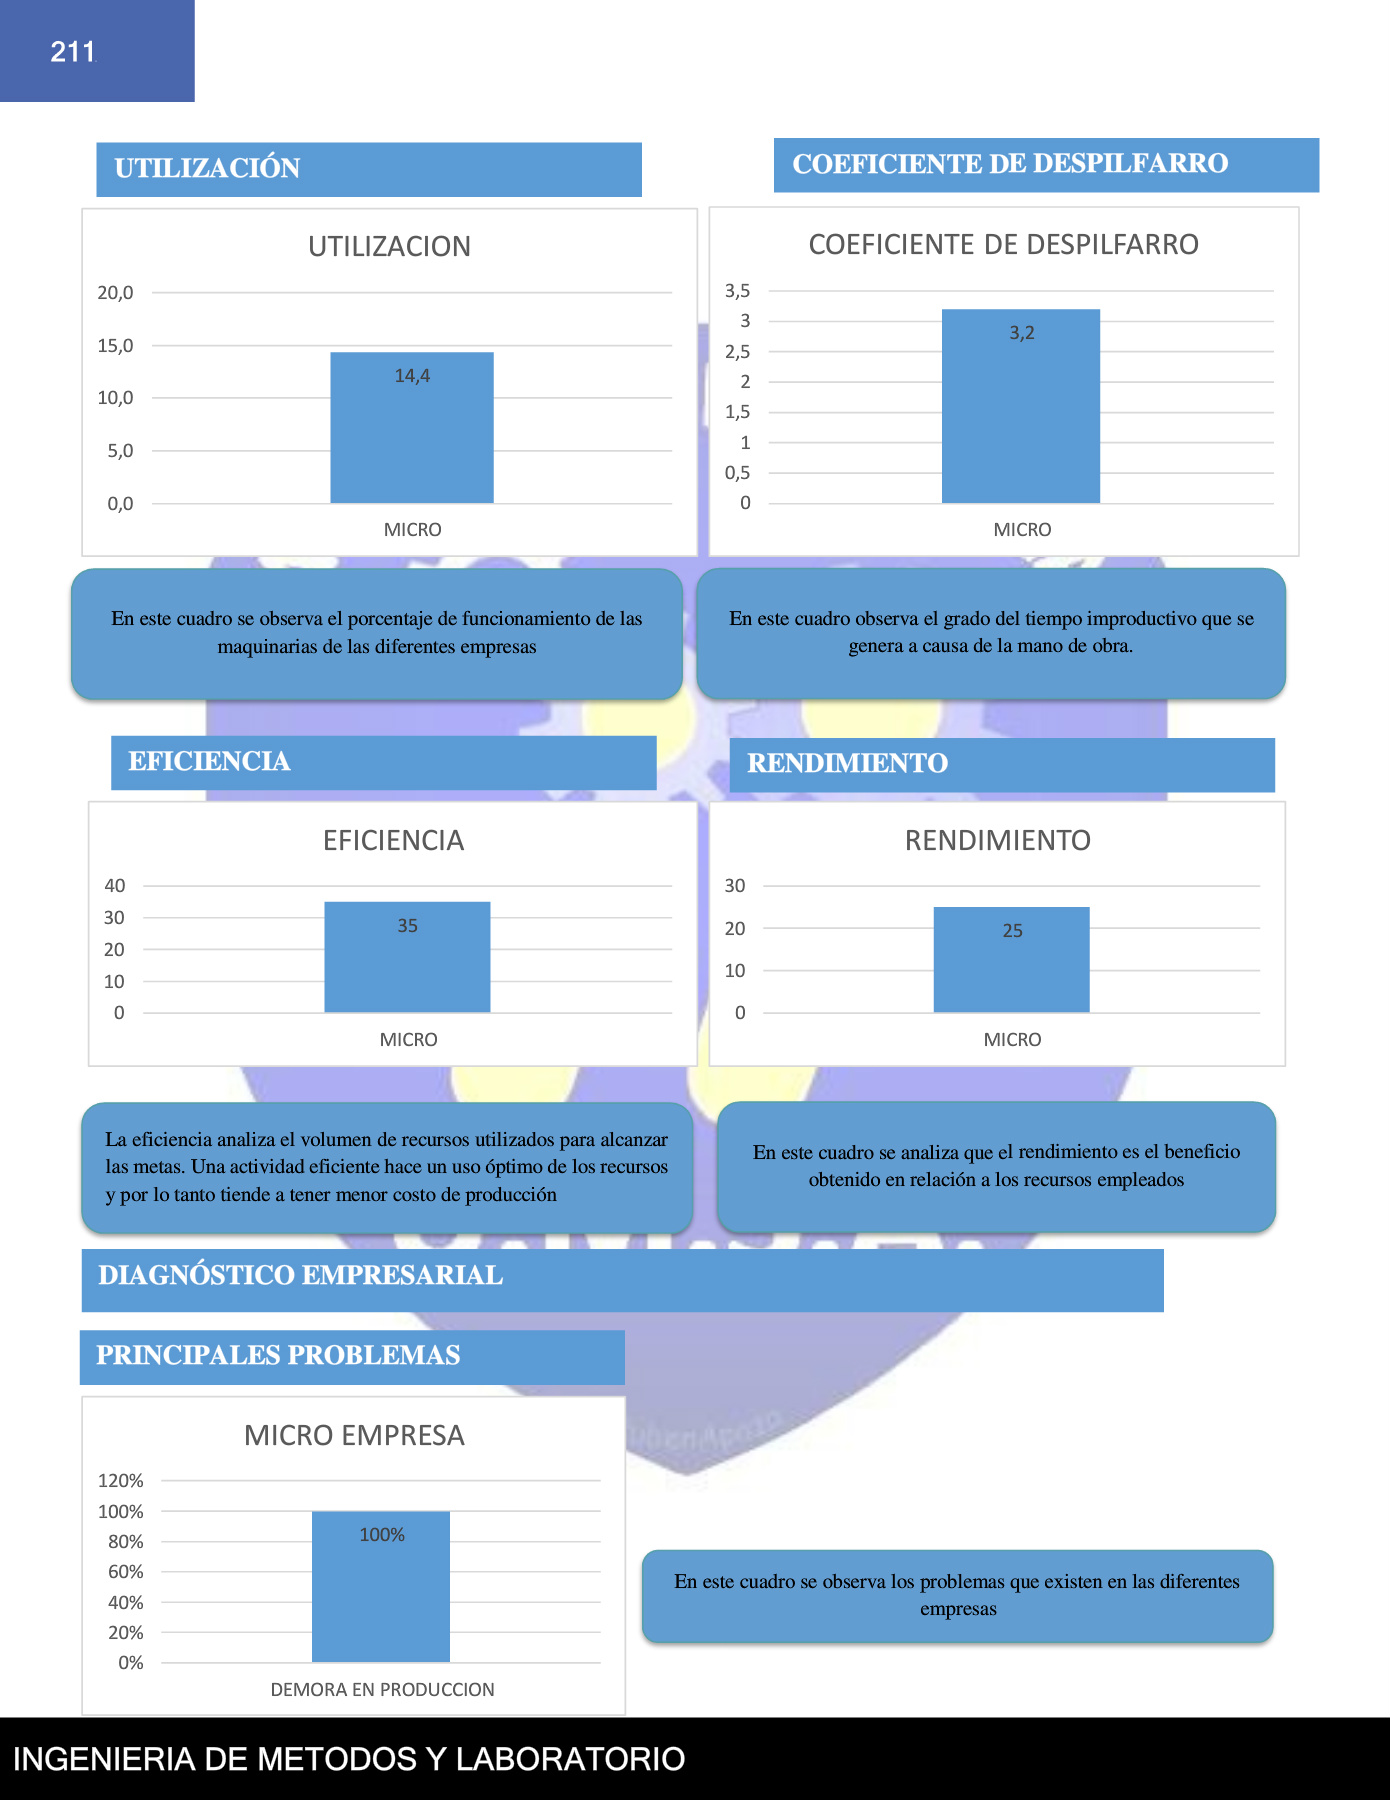 211
UTILIZACIÓN
COEFICIENTE DE DESPILFARRO
UTILIZACION
20,0
15,0
10,0
5,0
0,0
14,4
MICRO
COEFICIENTE DE DESPILFARRO
3,5
3
2,5
2
1,5
1
0,5
0
3,2
MICRO
En este cuadro se observa el porcentaje de funcionamiento de las
maquinarias de las diferentes empresas
En este cuadro observa el grado del tiempo improductivo que se
genera a causa de la mano de obra.
EFICIENCIA
RENDIMIENTO
EFICIENCIA
40
30
20
10
0
35
MICRO
RENDIMIENTO
30
20
10
0
25
MICRO
La eficiencia analiza el volumen de recursos utilizados para alcanzar
las metas. Una actividad eficiente hace un uso óptimo de los recursos
y por lo tanto tiende a tener menor costo de producción
En este cuadro se analiza que el rendimiento es el beneficio
obtenido en relación a los recursos empleados
DIAGNÓSTICO EMPRESARIAL
PRINCIPALES PROBLEMAS
MICRO EMPRESA
120%
100%
80%
60%
40%
20%
0%
100%
DEMORA EN PRODUCCION
En este cuadro se observa los problemas que existen en las diferentes
empresas
INGENIERIA DE METODOS Y LABORATORIO